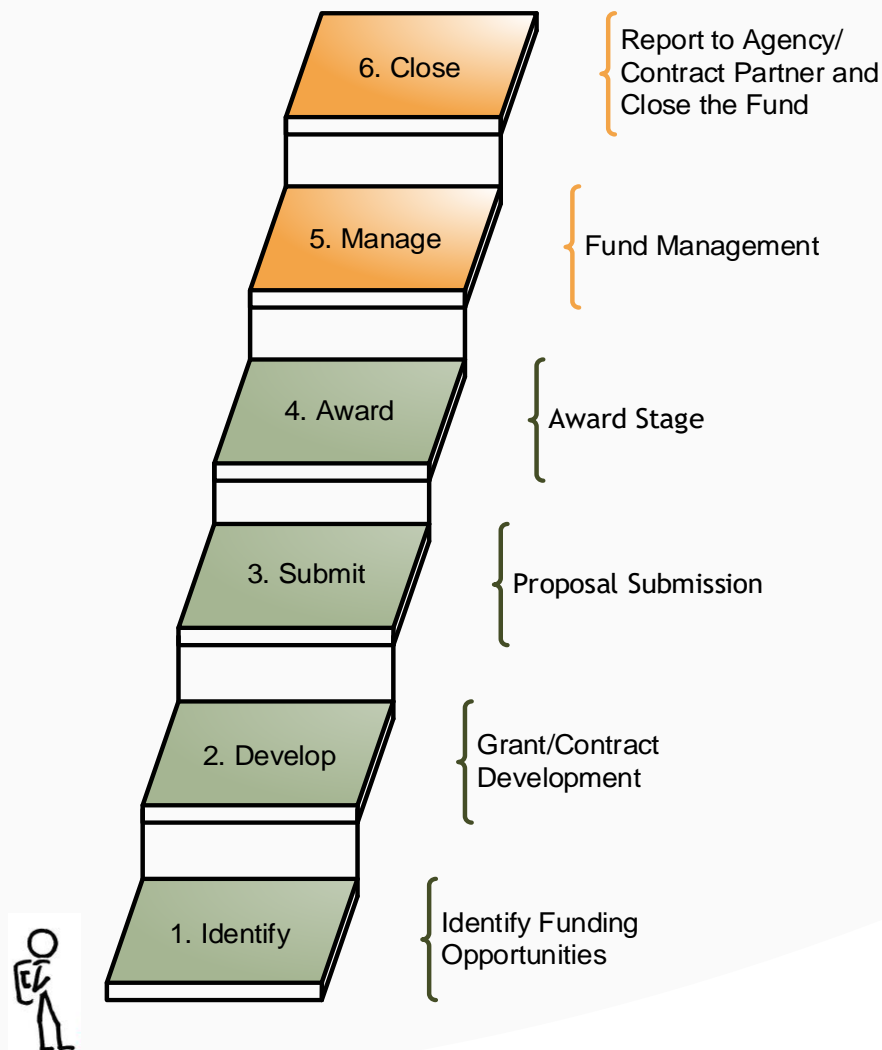 6. Close
Report to Agency/
Contract Partner and
Close the Fund
5. Manage
Fund Management
4. Award
Award Stage
3. Submit
Proposal Submission
2. Develop
Grant/Contract
Development
1. Identify
Identify Funding
Opportunities